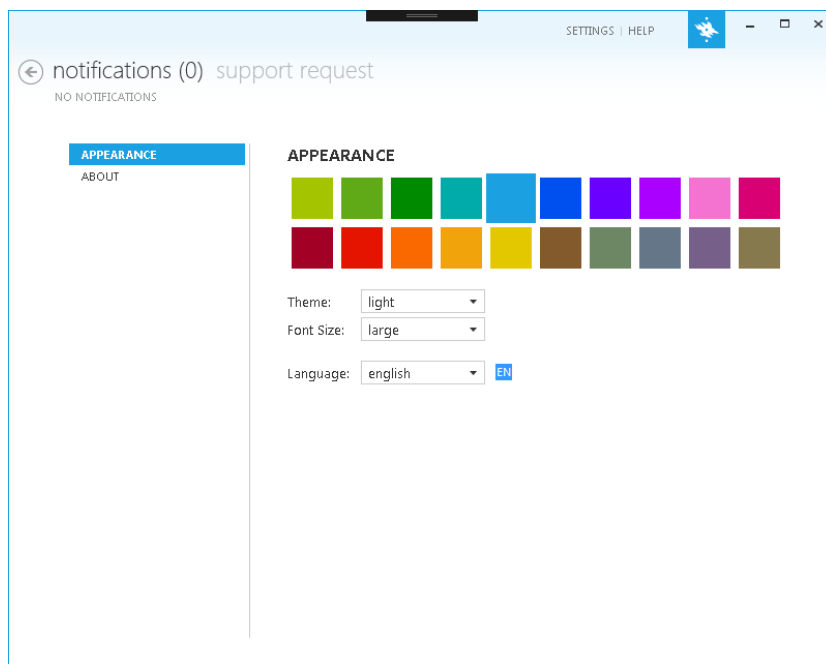 SETTINGS | HELP
notifications (0) support request
NO NOTIFICATIONS
APPEARANCE
ABOUT
APPEARANCE
Theme: light
Font Size: large
Language: english EN